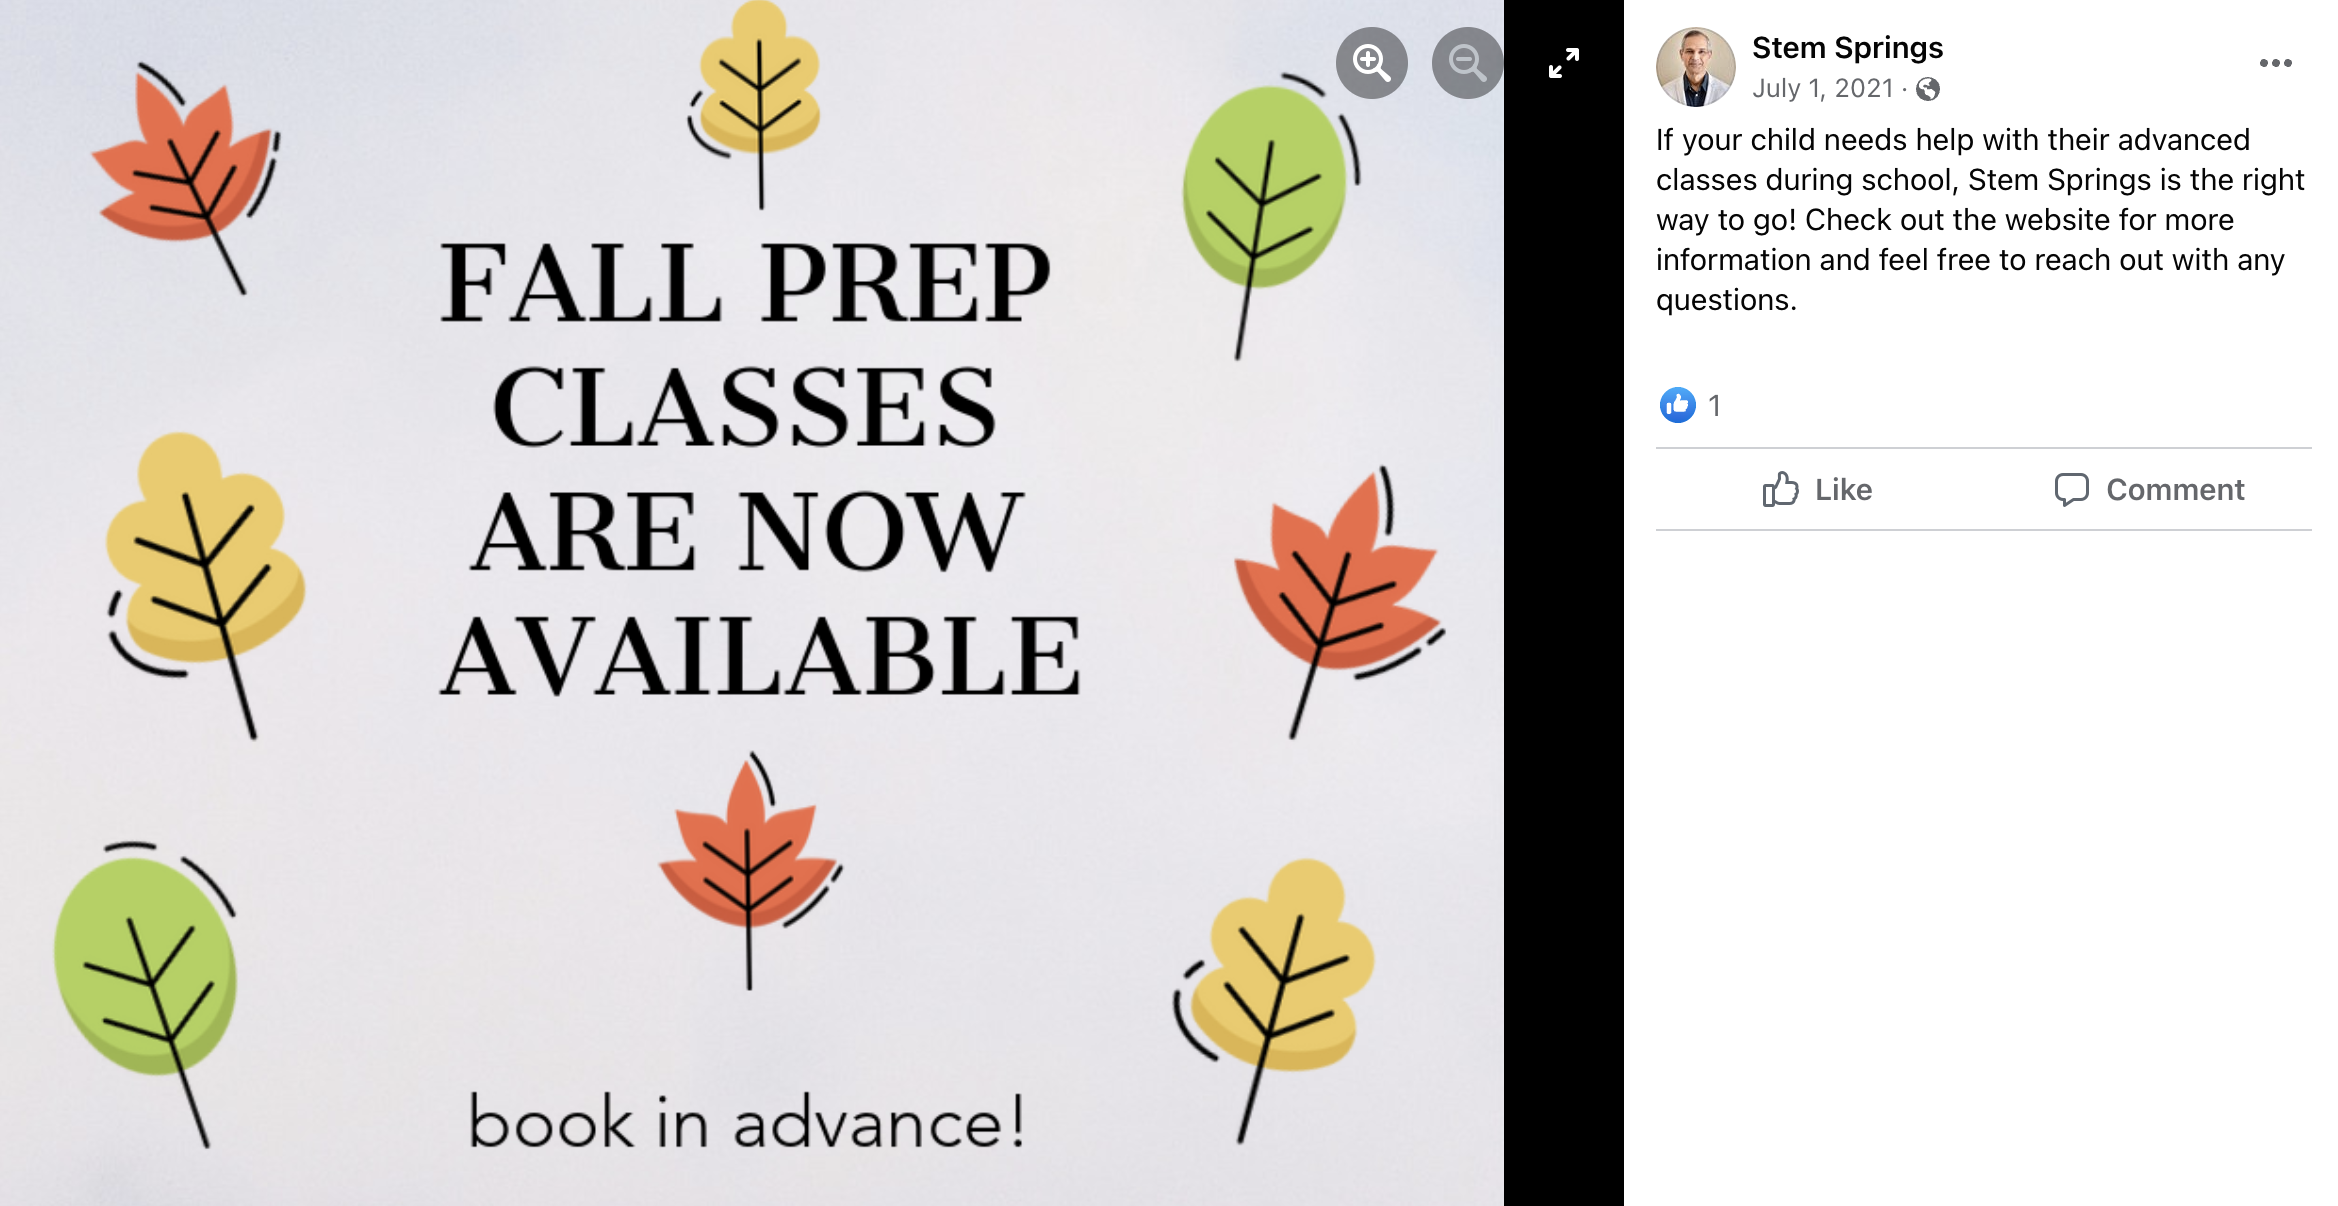 FALL PREP
CLASSES
ARE NOW
AVAILABLE
book in advance!
Stem Springs
July 1, 2021 ·
If your child needs help with their advanced
classes during school, Stem Springs is the right
way to go! Check out the website for more
information and feel free to reach out with any
questions.
1
Like
Comment